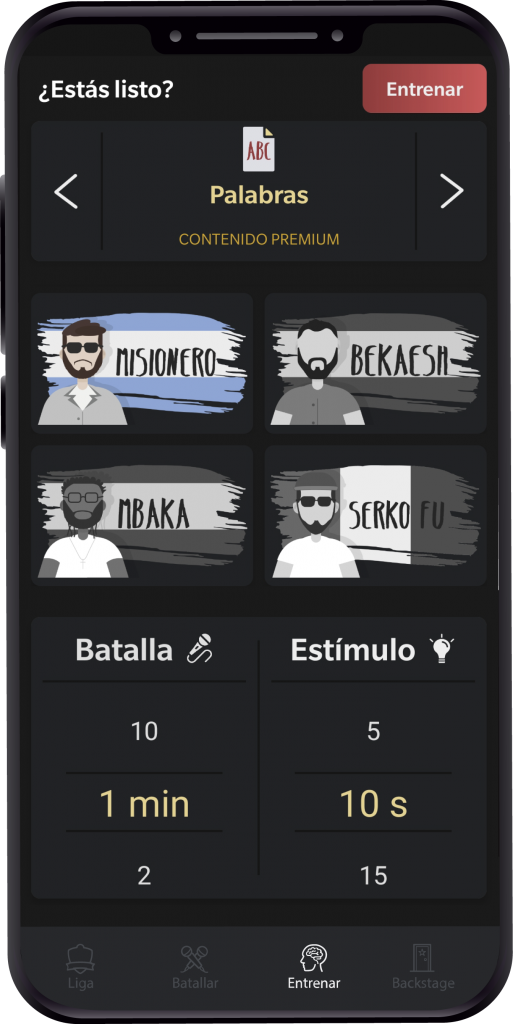 ¿Estás listo?
Entrenar
ABC
Palabras
CONTENIDO PREMIUM
MISIONERO
BEKAESH
MBAKA
SERKO FU
Batalla
Estímulo
10
5
1 min
10 s
2
15
Liga
Batallar
Entrenar
Backstage